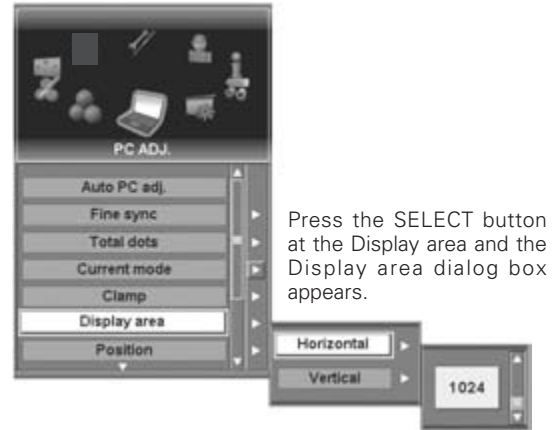 PC ADJ.
Auto PC adj.
Fine sync
Total dots
Current mode
Clamp
Display area
Position
Press the SELECT button
at the Display area and the
Display area dialog box
appears.
Horizontal
Vertical
1024